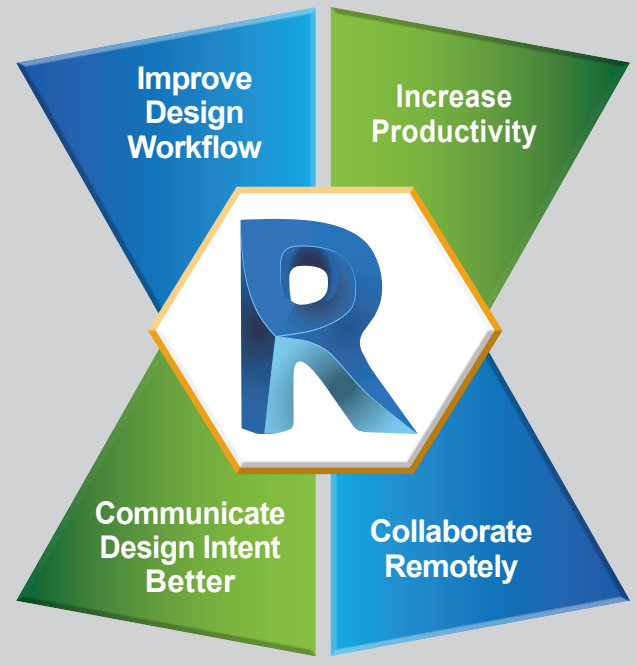 Improve
Design
Workflow
Increase
Productivity
R
Communicate
Design Intent
Better
Collaborate
Remotely